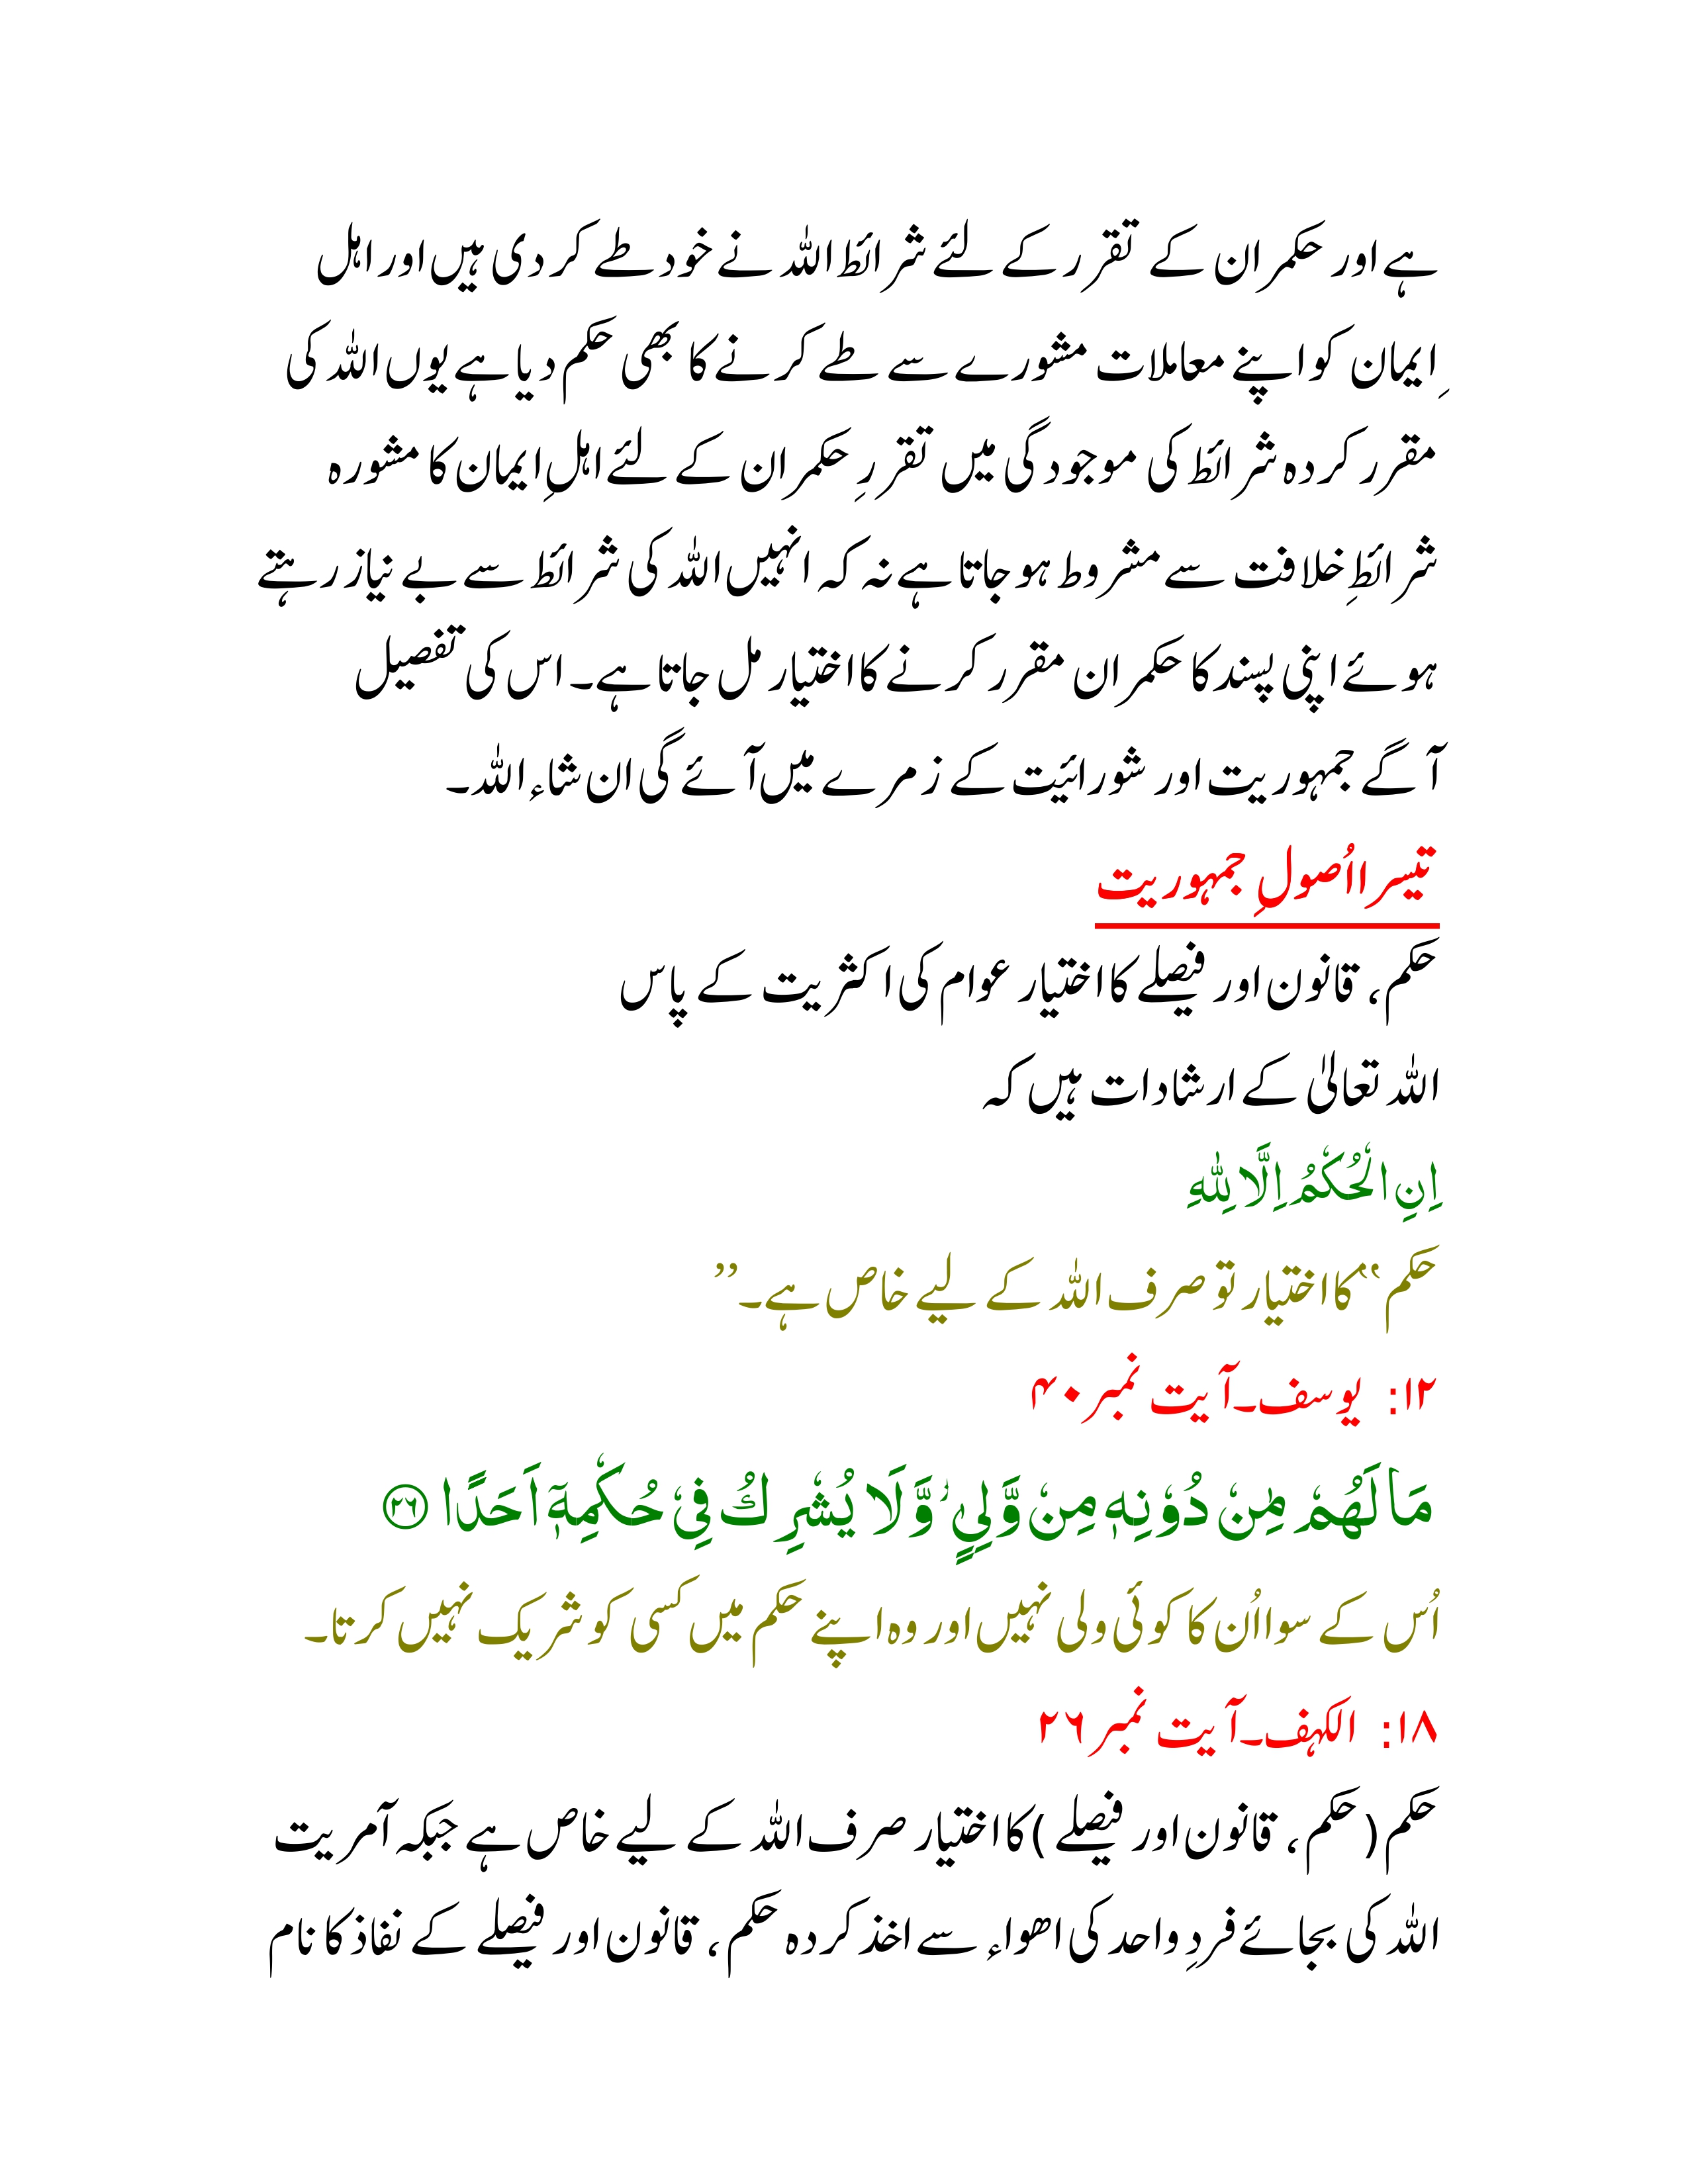 ہے اور حکمران کے تقرر کے لئے شرائط اللہ نے خود طے کر دی ہیں اور اہل
ِایمان کو اپنے معاملات مشورے سے طے کرنے کا بھی حکم دیا ہے یوں اللہ کی
مقرر کردہ شرائط کی موجودگی میں تقررِ حکمران کے لئے اہلِ ایمان کا مشورہ
شرائطِ خلافت سے مشروط ہو جاتا ہے نہ کہ انہیں اللہ کی شرائط سے بے نیاز رہتے
ہوئے اپنی پسند کا حکمران مقرر کرنے کا اختیار مل جاتا ہے۔ اس کی تفصیل
آگے جمہوریت اور شورائیت کے زمرے میں آئے گی ان شاء اللہ۔
تیسرا اُصولِ جمہوریت
حکم، قانون اور فیصلے کا اختیار عوام کی اکثریت کے پاس
اللہ تعالیٰ کے ارشادات ہیں کہ
اِنِ الۡحُكۡمُ اِلَّا لِلّٰهِ
حکم‘‘کا اختیار تو صرف اللہ کے لیے خاص ہے۔’’
۱۲: یوسف۔آیت نمبر ۴۰
مَا لَهُمۡ مِّنۡ دُوۡنِهٖ مِنۡ وَّلِىٍّ وَّلَا يُشۡرِكُ فِىۡ حُكۡمِهٖۤ اَحَدًا ﴿۲۶﴾
اُس کے سوا اُن کا کوئی ولی نہیں اور وہ اپنے حکم میں کسی کو شریک نہیں کرتا۔
۱۸: الکہف۔آیت نمبر ۲۶
حکم(حکم، قانون اور فیصلے )کا اختیار صرف اللہ کے لیے خاص ہے جبکہ آمریت
اللہ کی بجائے فردِ واحد کی اھواء سے اخذ کردہ حکم، قانون اور فیصلے کے نفاذ کا نام